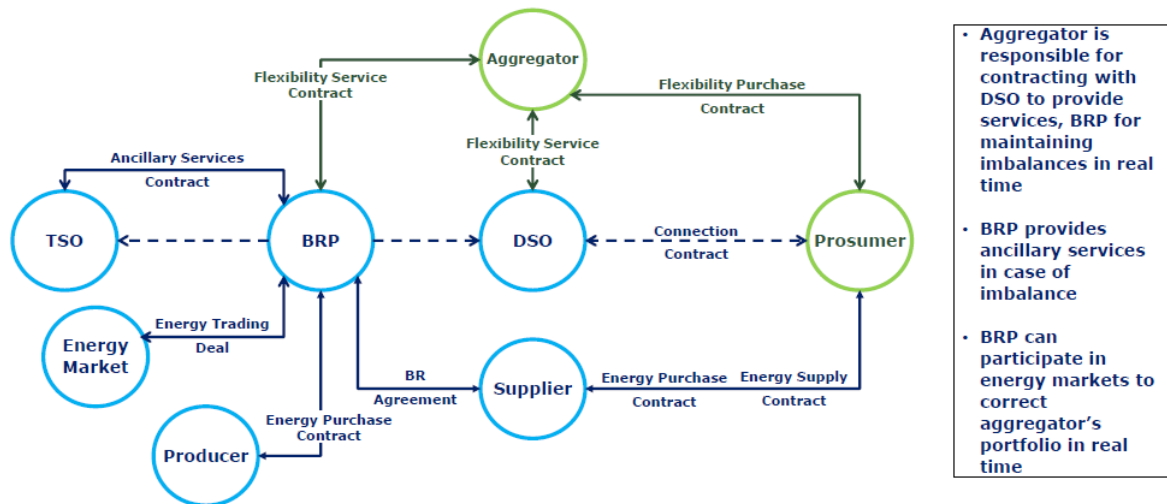 Aggregator
Flexibility Service
Contract
Flexibility Purchase
Contract
Flexibility Service
Contract
Ancillary Services
Contract
TSO
BRP
DSO
Connection
Contract
Prosumer
Energy Trading
Deal
Energy
Market
BR
Agreement
Supplier
Energy Purchase
Contract
Energy Supply
Contract
Energy Purchase
Contract
Producer
• Aggregator is
responsible for
contracting with
DSO to provide
services, BRP for
maintaining
imbalances in real
time
• BRP provides
ancillary services
in case of
imbalance
• BRP can
participate in
energy markets to
correct
aggregator's
portfolio in real
time